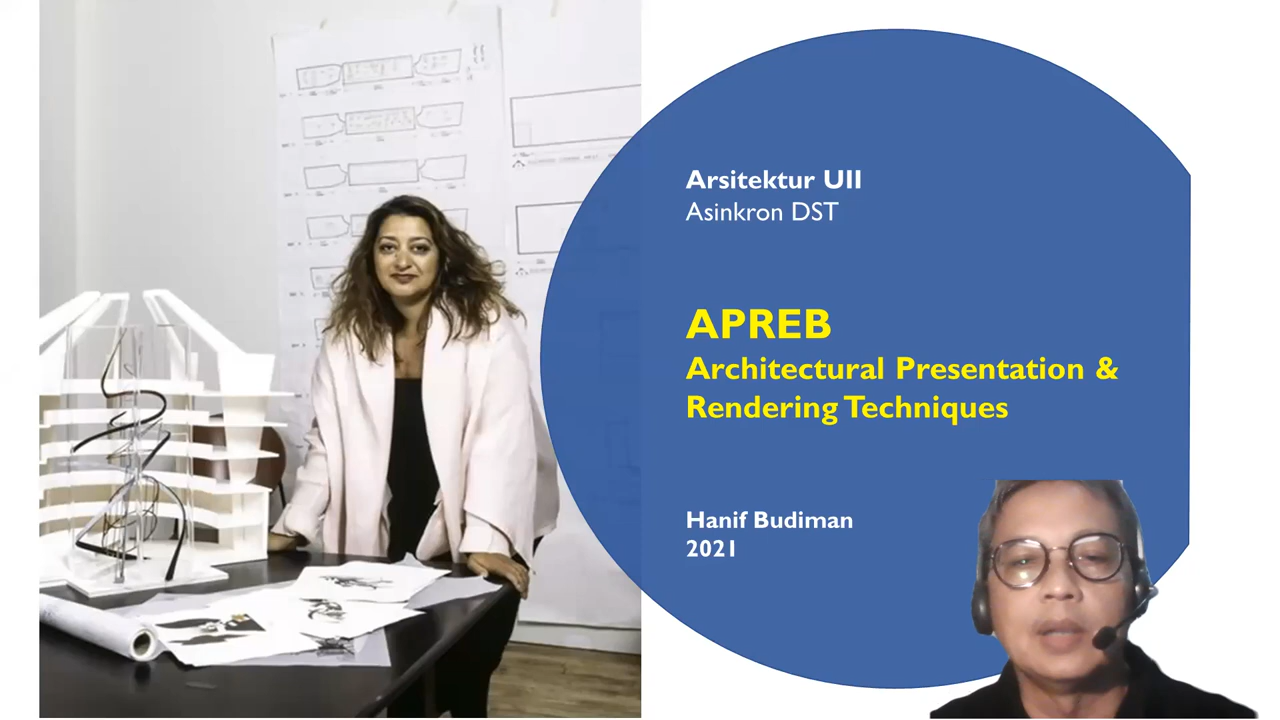 Arsitektur UII
Asinkron DST
APREB
Architectural Presentation &
Rendering Techniques
Hanif Budiman
2021